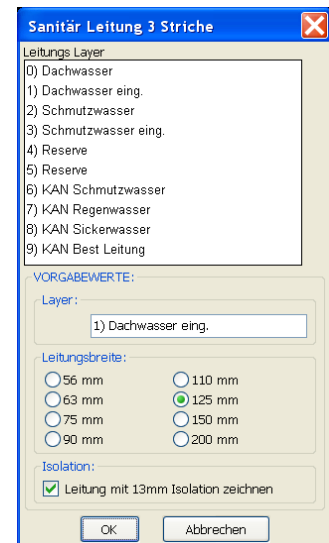 Sanitär Leitung 3 Striche
Leitungs Layer
0) Dachwasser
1) Dachwasser eing.
2) Schmutzwasser
3) Schmutzwasser eing.
4) Reserve
5) Reserve
6) KAN Schmutzwasser
7) KAN Regenwasser
8) KAN Sickerwasser
9) KAN Best Leitung
VORGABEWERTE:
Layer:
1) Dachwasser eing.
Leitungsbreite:
56 mm 110 mm
63 mm 125 mm
75 mm 150 mm
90 mm 200 mm
Isolation:
Leitung mit 13mm Isolation zeichnen
OK Abbrechen